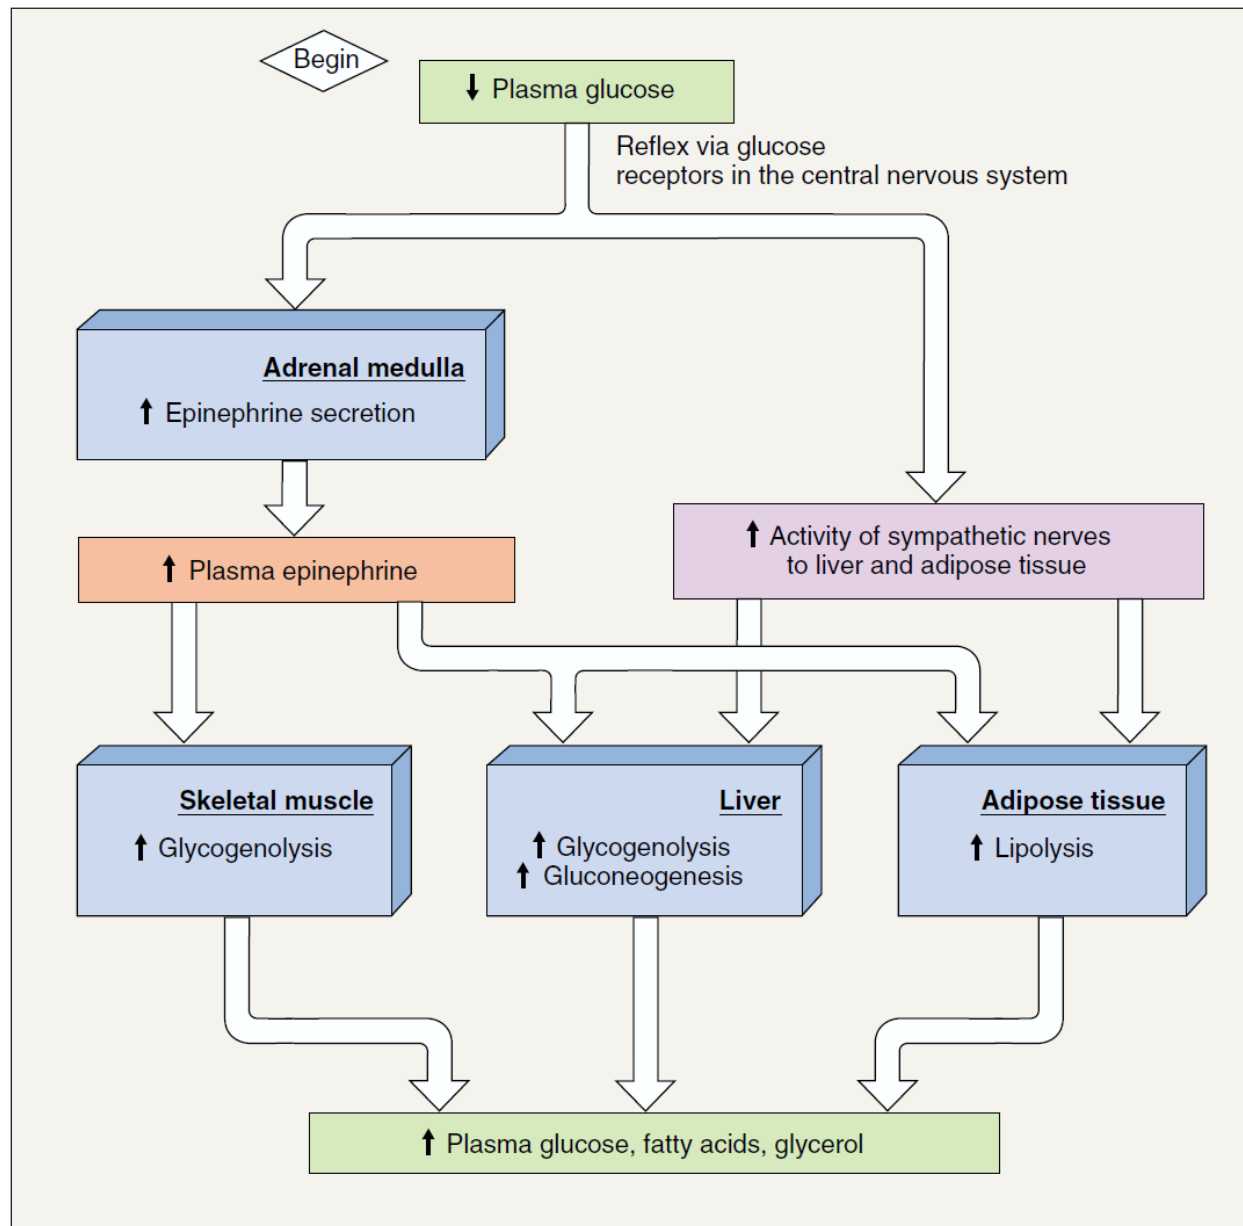 Begin
↓ Plasma glucose
Reflex via glucose
receptors in the central nervous system
Adrenal medulla
↑ Epinephrine secretion
↑ Plasma epinephrine
↑ Activity of sympathetic nerves
to liver and adipose tissue
Skeletal muscle
↑ Glycogenolysis
Liver
↑ Glycogenolysis
↑ Gluconeogenesis
Adipose tissue
↑ Lipolysis
↑ Plasma glucose, fatty acids, glycerol